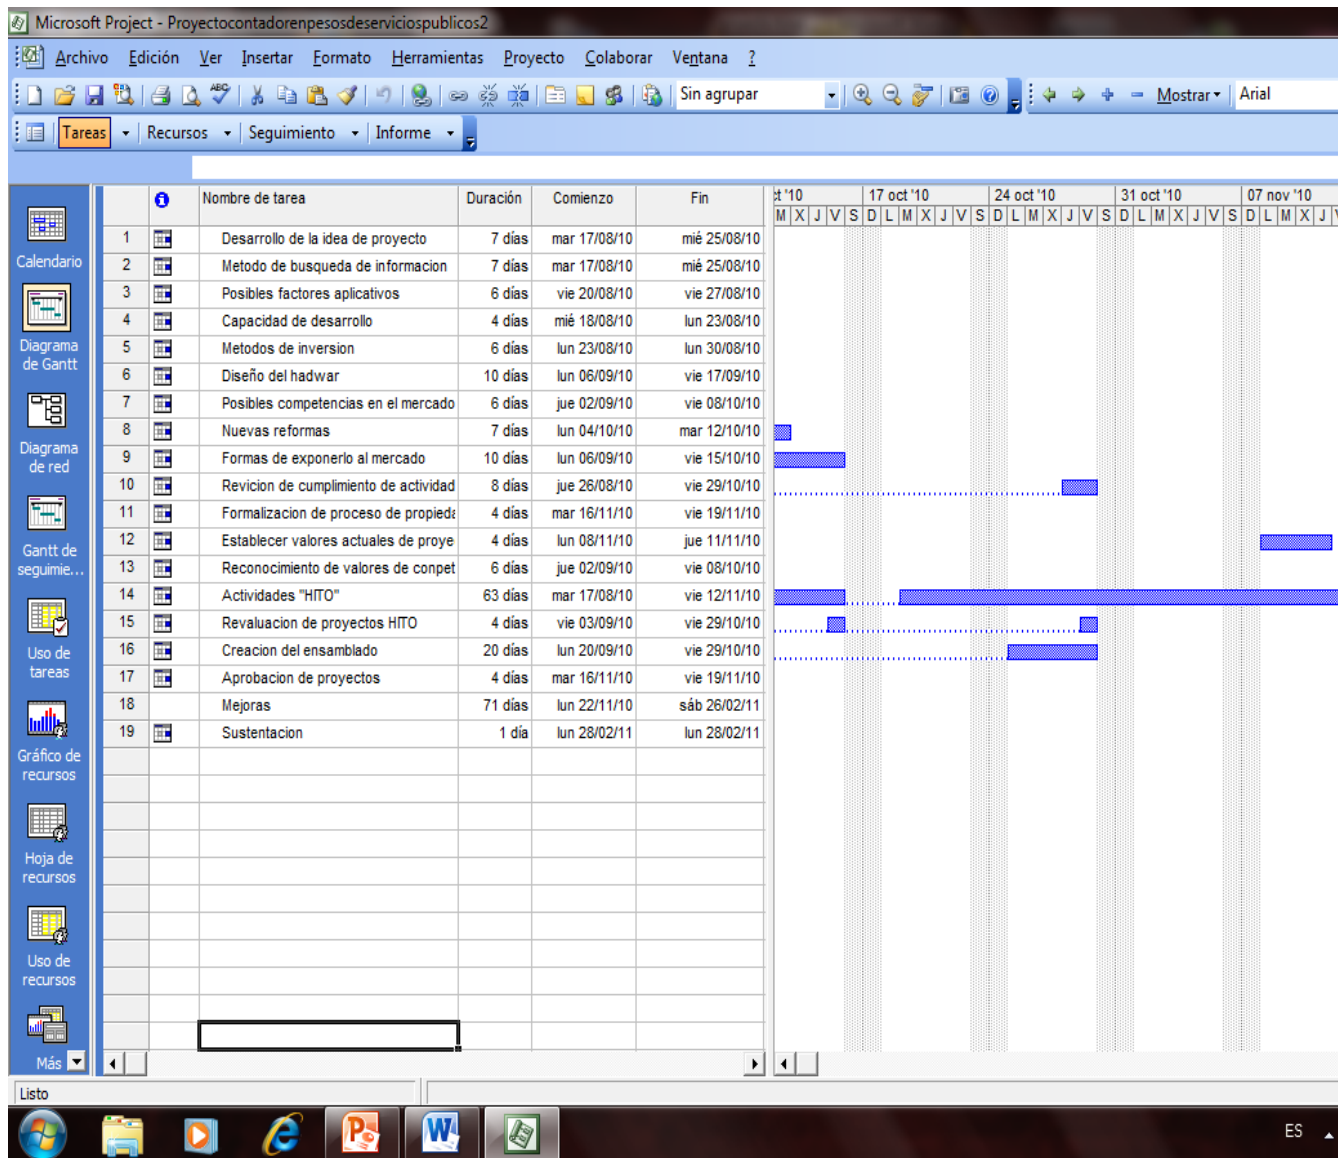 Microsoft Project - Proyectocontadorenpesosdeserviciospublicos2
Archivo Edición Ver Insertar Formato Herramientas Proyecto Colaborar Ventana ?
Sin agrupar Mostrar Arial
Tareas Recursos Seguimiento Informe
Nombre de tarea Duración Comienzo Fin
'10 17 oct '10 24 oct '10 31 oct '10 07 nov '10
M X J V S D L M X J V S D L M X J V S D L M X J V S D L M X J V
1 Desarrollo de la idea de proyecto 7 días mar 17/08/10 mié 25/08/10
2 Metodo de busqueda de informacion 7 días mar 17/08/10 mié 25/08/10
3 Posibles factores aplicativos 6 días vie 20/08/10 vie 27/08/10
4 Capacidad de desarrollo 4 días mié 18/08/10 lun 23/08/10
5 Metodos de inversion 6 días lun 23/08/10 lun 30/08/10
6 Diseño del hadwar 10 días lun 06/09/10 vie 17/09/10
7 Posibles competencias en el mercado 6 días jue 02/09/10 vie 08/10/10
8 Nuevas reformas 7 días lun 04/10/10 mar 12/10/10
9 Formas de exponerlo al mercado 10 días lun 06/09/10 vie 15/10/10
10 Revicion de cumplimiento de actividad 8 días jue 26/08/10 vie 29/10/10
11 Formalizacion de proceso de propieda 4 días mar 16/11/10 vie 19/11/10
12 Establecer valores actuales de proye 4 días lun 08/11/10 jue 11/11/10
13 Reconocimiento de valores de conpet 6 días jue 02/09/10 vie 08/10/10
14 Actividades "HITO" 63 días mar 17/08/10 vie 12/11/10
15 Revaluacion de proyectos HITO 4 días vie 03/09/10 vie 29/10/10
16 Creacion del ensamblado 20 días lun 20/09/10 vie 29/10/10
17 Aprobacion de proyectos 4 días mar 16/11/10 vie 19/11/10
18 Mejoras 71 días lun 22/11/10 sáb 26/02/11
19 Sustentacion 1 día lun 28/02/11 lun 28/02/11
Calendario
Diagrama
de Gantt
Diagrama
de red
Gantt de
seguimie...
Uso de
tareas
Gráfico de
recursos
Hoja de
recursos
Uso de
recursos
Más
Listo
ES